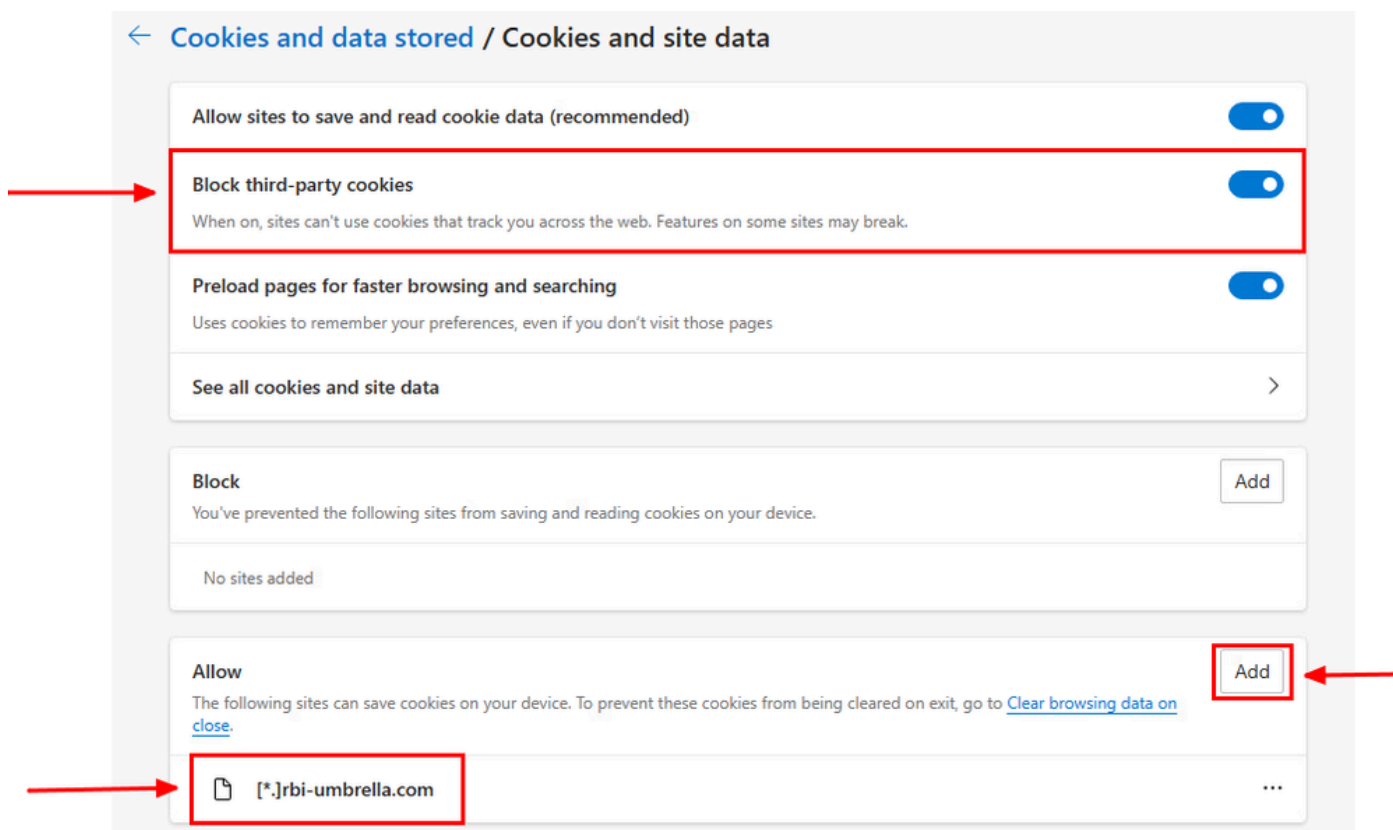 Cookies and data stored / Cookies and site data
Allow sites to save and read cookie data (recommended)
Block third-party cookies
When on, sites can't use cookies that track you across the web. Features on some sites may break.
Preload pages for faster browsing and searching
Uses cookies to remember your preferences, even if you don't visit those pages
See all cookies and site data
Block
Add
You've prevented the following sites from saving and reading cookies on your device.
No sites added
Allow
Add
The following sites can save cookies on your device. To prevent these cookies from being cleared on exit, go to Clear browsing data on
close.
[*.]rbi-umbrella.com